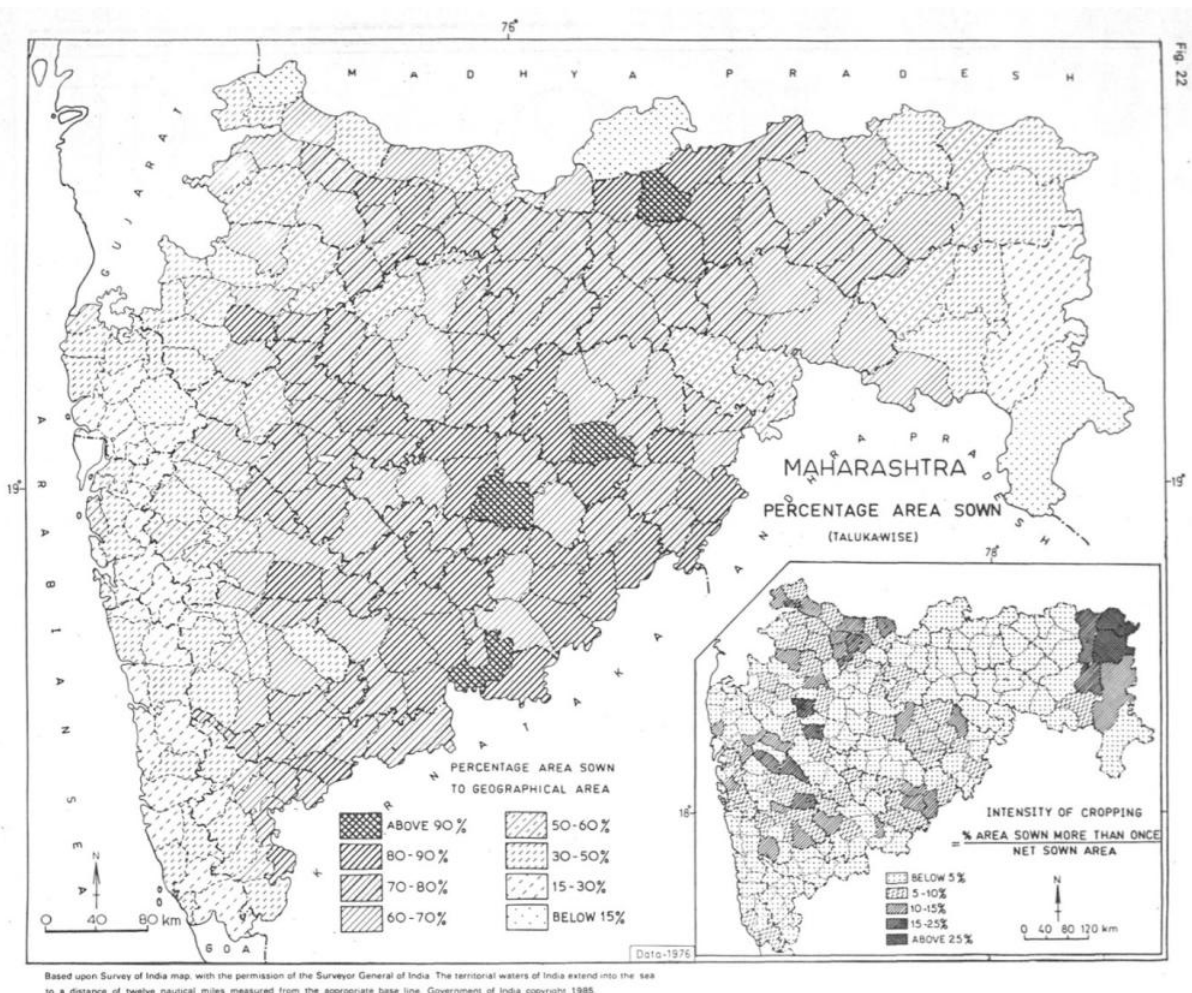 Fig. 22
76°
M A D H Y A P R A D E S H
G U J A R A T
19°
19°
A R A B I A N S E A
A N D H R A P R A D E S H
MAHARASHTRA
PERCENTAGE AREA SOWN
(TALUKA-WISE)
K A R N A T A K A
G O A
PERCENTAGE AREA SOWN
TO GEOGRAPHICAL AREA
ABOVE 90%
80-90%
70-80%
60-70%
50-60%
30-50%
15-30%
BELOW 15%
N
0 40 80 km
Data-1976
78°
18°
INTENSITY OF CROPPING
= % AREA SOWN MORE THAN ONCE
NET SOWN AREA
BELOW 5%
5-10%
10-15%
15-25%
ABOVE 25%
N
0 40 80 120 km
Based upon Survey of India map, with the permission of the Surveyor General of India. The territorial waters of India extend into the sea
to a distance of twelve nautical miles measured from the appropriate base line. Government of India copyright 1985.